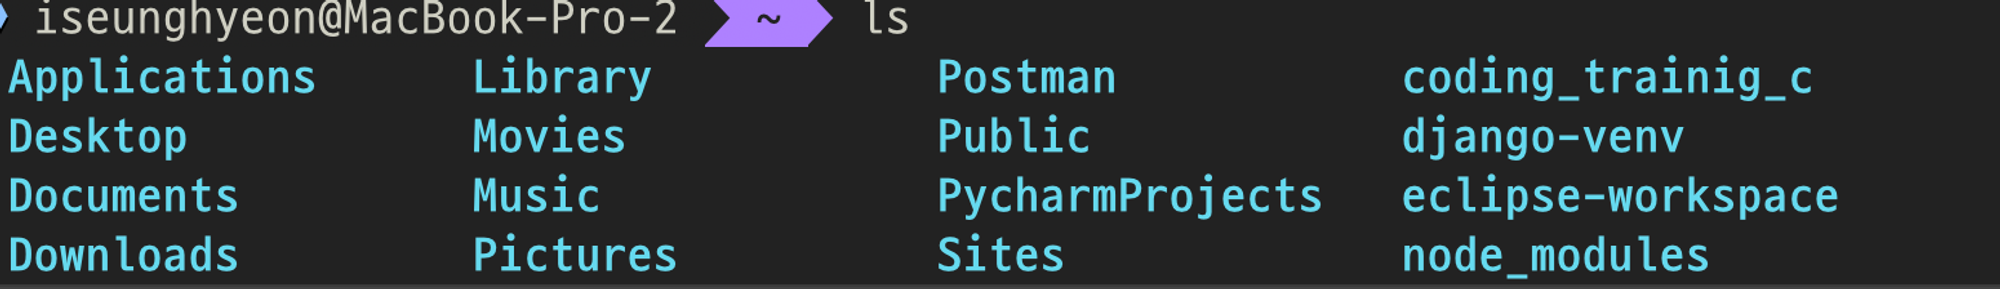 iseunghyeon@MacBook-Pro-2 ~ ls
Applications Library Postman coding_trainig_c
Desktop Movies Public django-venv
Documents Music PycharmProjects eclipse-workspace
Downloads Pictures Sites node_modules